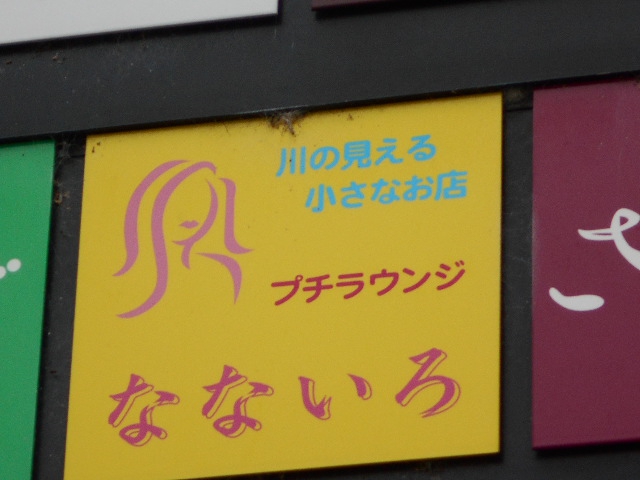 川の見える
小さなお店
プチラウンジ
なないろ
さ